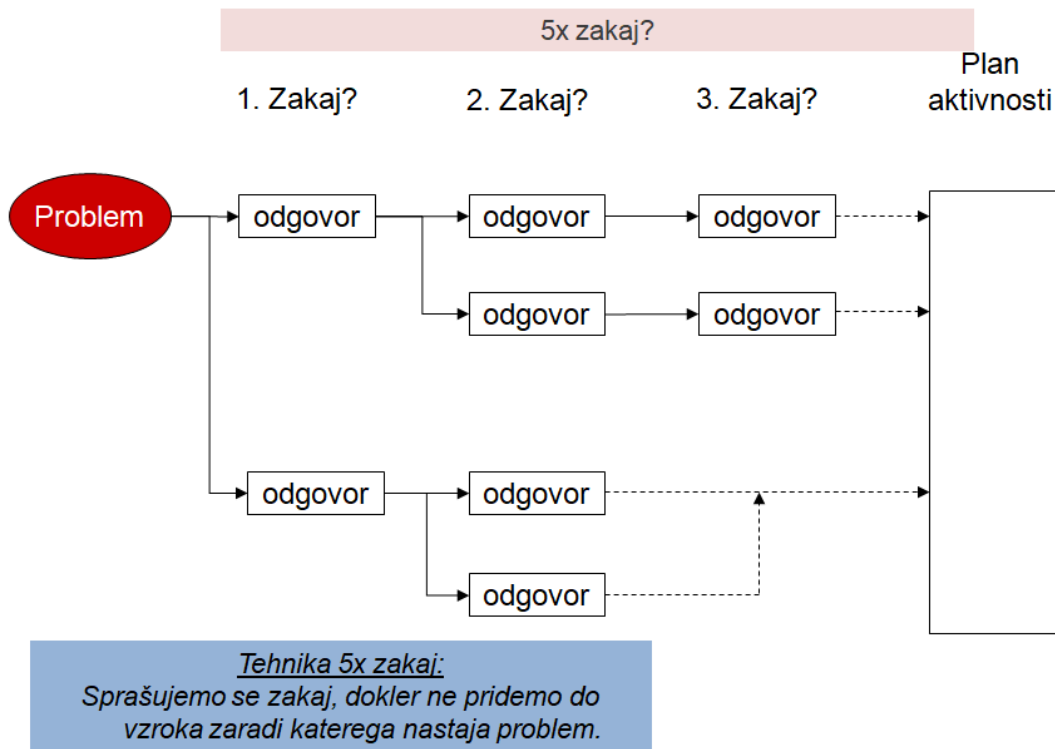 5x zakaj?
Plan
aktivnosti
1. Zakaj?
2. Zakaj?
3. Zakaj?
Problem
odgovor
odgovor
odgovor
odgovor
odgovor
odgovor
odgovor
odgovor
Tehnika 5x zakaj:
Sprašujemo se zakaj, dokler ne pridemo do
vzroka zaradi katerega nastaja problem.